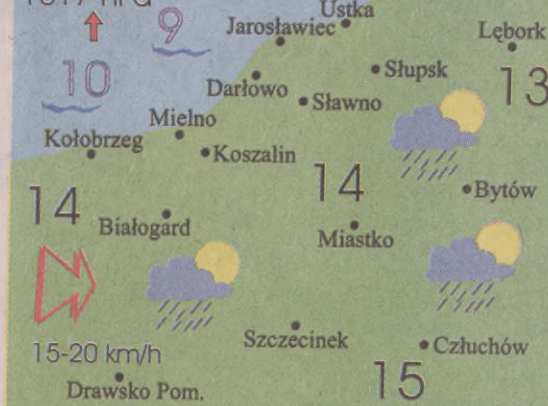 Ustka
9
Jarosławiec
Lębork
10
Słupsk
13
Darłowo
Sławno
Mielno
Kołobrzeg
Koszalin
14
14
Bytów
Białogard
Miastko
Szczecinek
Człuchów
15-20 km/h
15
Drawsko Pom.